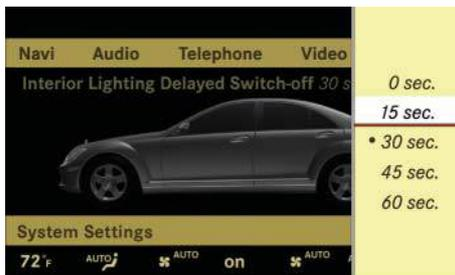 Navi Audio Telephone Video
Interior Lighting Delayed Switch-off 30 s
0 sec.
15 sec.
• 30 sec.
45 sec.
60 sec.
System Settings
72°F AUTO AUTO on AUTO